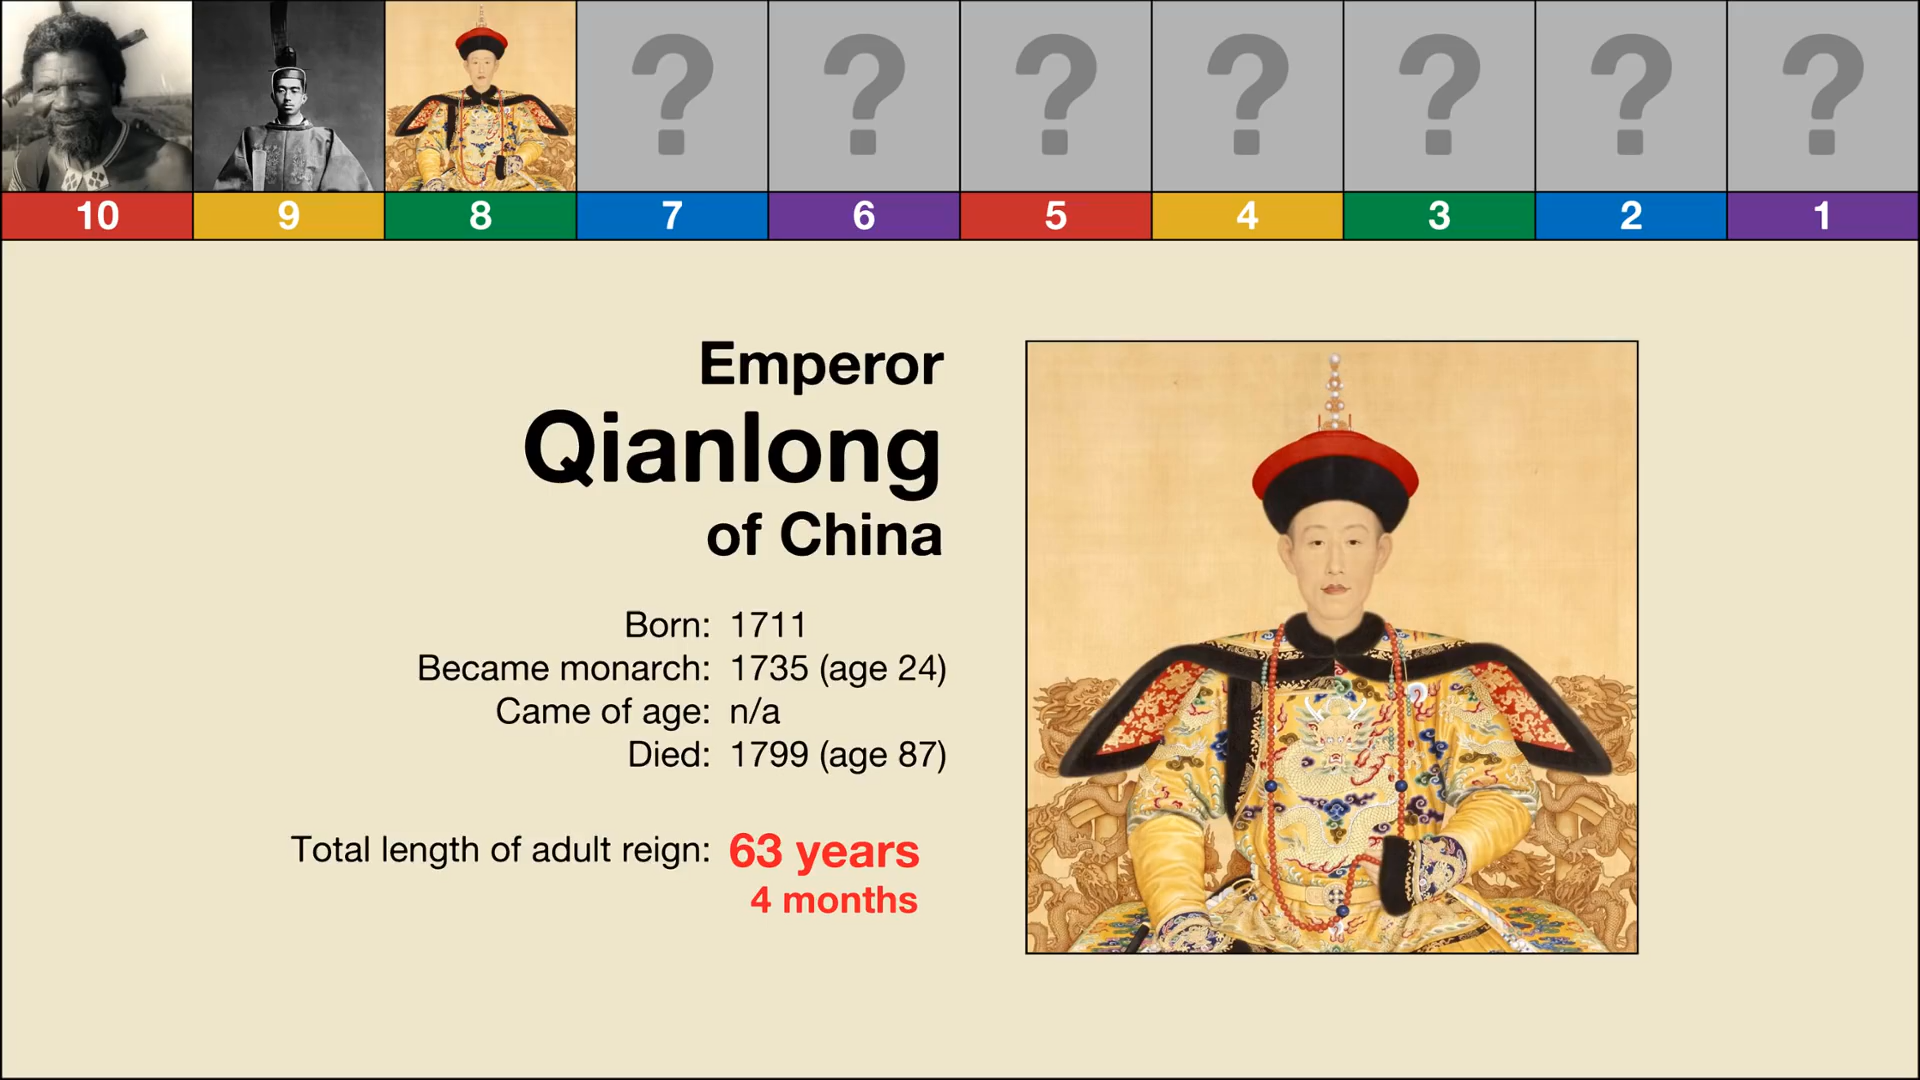 ? ? ? ? ? ? ?
10 9 8 7 6 5 4 3 2 1
Emperor
Qianlong
of China
Born: 1711
Became monarch: 1735 (age 24)
Came of age: n/a
Died: 1799 (age 87)
Total length of adult reign: 63 years
4 months